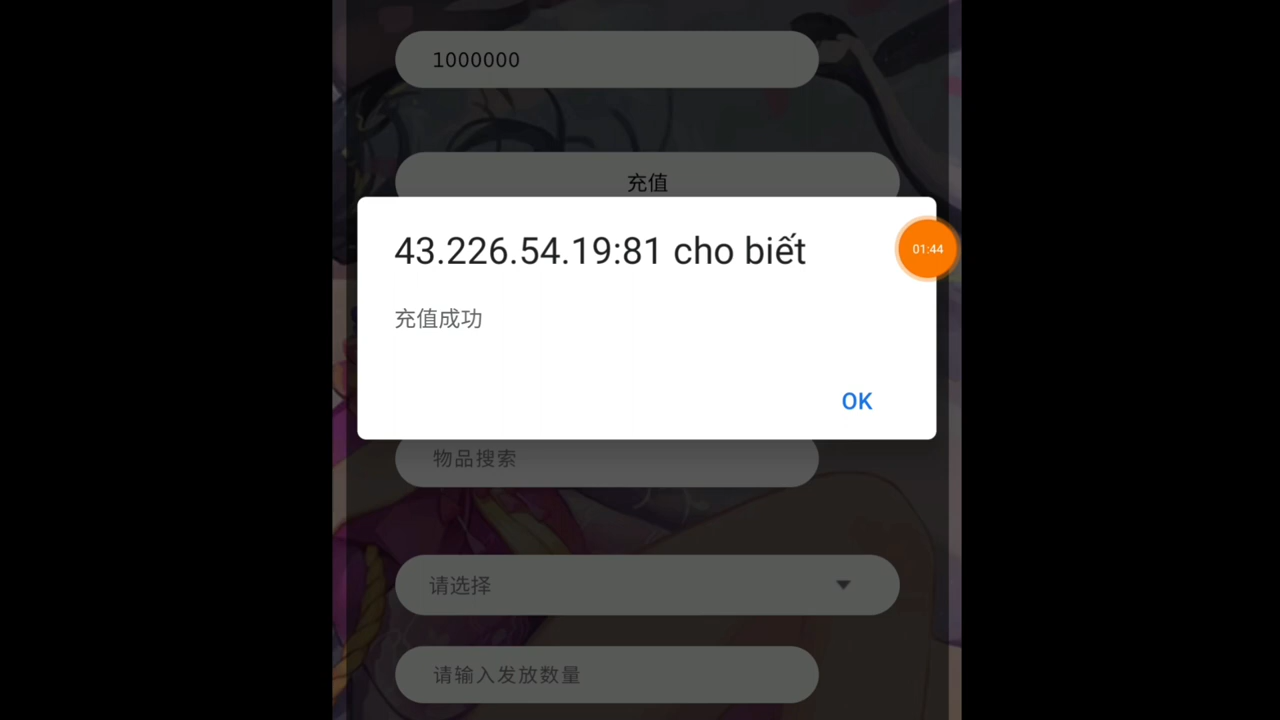 1000000
充值
43.226.54.19:81 cho biết
01:44
充值成功
OK
物品搜索
请选择
请输入发放数量